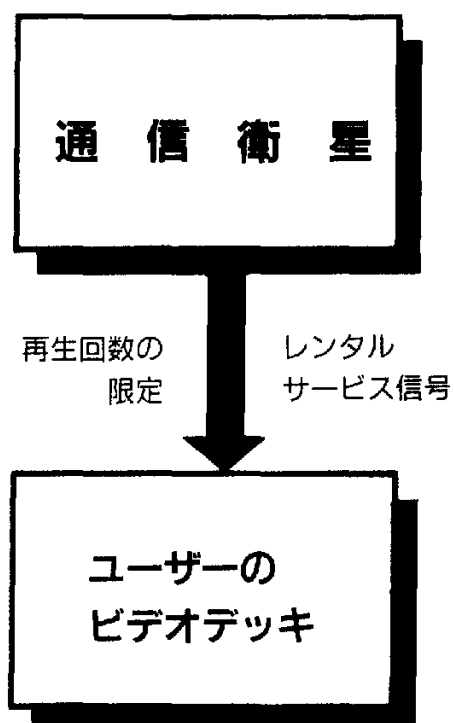 通信衛星
再生回数の
限定
レンタル
サービス信号
ユーザーの
ビデオデッキ